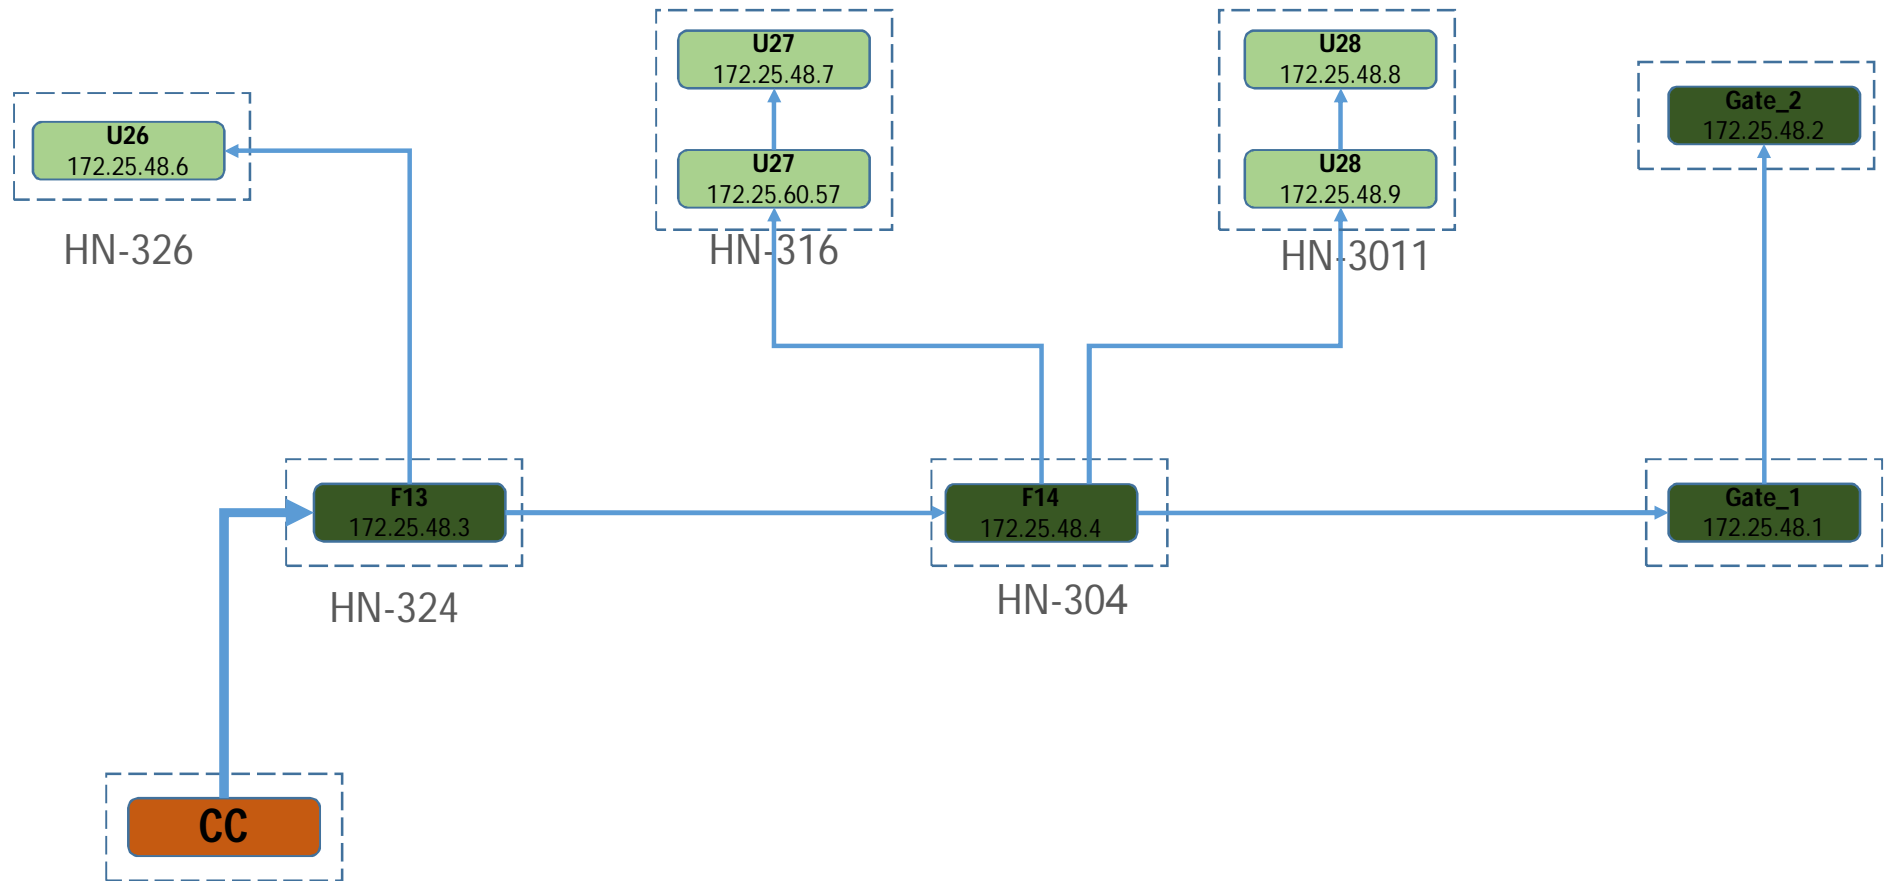 U27
172.25.48.7
U28
172.25.48.8
Gate_2
172.25.48.2
U26
172.25.48.6
U27
172.25.60.57
U28
172.25.48.9
HN-326
HN-316
HN-3011
F13
172.25.48.3
F14
172.25.48.4
Gate_1
172.25.48.1
HN-324
HN-304
CC